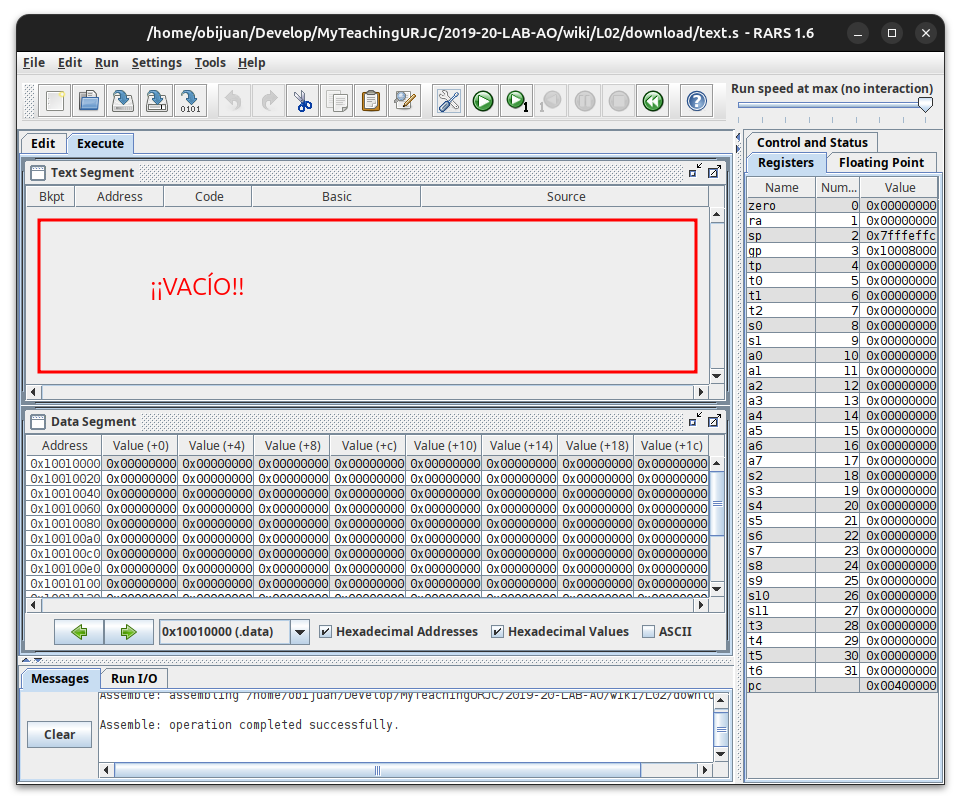 /home/obijuan/Develop/MyTeachingURJC/2019-20-LAB-AO/wiki/L02/download/text.s - RARS 1.6
File Edit Run Settings Tools Help
0101
1
1
Run speed at max (no interaction)
Edit Execute
Text Segment
Bkpt Address Code Basic Source
¡¡VACÍO!!
Data Segment
Address Value (+0) Value (+4) Value (+8) Value (+c) Value (+10) Value (+14) Value (+18) Value (+1c)
0x10010000 0x00000000 0x00000000 0x00000000 0x00000000 0x00000000 0x00000000 0x00000000 0x00000000
0x10010020 0x00000000 0x00000000 0x00000000 0x00000000 0x00000000 0x00000000 0x00000000 0x00000000
0x10010040 0x00000000 0x00000000 0x00000000 0x00000000 0x00000000 0x00000000 0x00000000 0x00000000
0x10010060 0x00000000 0x00000000 0x00000000 0x00000000 0x00000000 0x00000000 0x00000000 0x00000000
0x10010080 0x00000000 0x00000000 0x00000000 0x00000000 0x00000000 0x00000000 0x00000000 0x00000000
0x100100a0 0x00000000 0x00000000 0x00000000 0x00000000 0x00000000 0x00000000 0x00000000 0x00000000
0x100100c0 0x00000000 0x00000000 0x00000000 0x00000000 0x00000000 0x00000000 0x00000000 0x00000000
0x100100e0 0x00000000 0x00000000 0x00000000 0x00000000 0x00000000 0x00000000 0x00000000 0x00000000
0x10010100 0x00000000 0x00000000 0x00000000 0x00000000 0x00000000 0x00000000 0x00000000 0x00000000
0x10010120 0x00000000 0x00000000 0x00000000 0x00000000 0x00000000 0x00000000 0x00000000 0x00000000
0x10010000 (.data) Hexadecimal Addresses Hexadecimal Values ASCII
Messages Run I/O
Assemble: assembling /home/obijuan/Develop/MyTeachingURJC/2019-20-LAB-AO/wiki/L02/downlo
Assemble: operation completed successfully.
Clear
Control and Status
Registers Floating Point
Name Num... Value
zero 0 0x00000000
ra 1 0x00000000
sp 2 0x7fffeffc
gp 3 0x10008000
tp 4 0x00000000
t0 5 0x00000000
t1 6 0x00000000
t2 7 0x00000000
s0 8 0x00000000
s1 9 0x00000000
a0 10 0x00000000
a1 11 0x00000000
a2 12 0x00000000
a3 13 0x00000000
a4 14 0x00000000
a5 15 0x00000000
a6 16 0x00000000
a7 17 0x00000000
s2 18 0x00000000
s3 19 0x00000000
s4 20 0x00000000
s5 21 0x00000000
s6 22 0x00000000
s7 23 0x00000000
s8 24 0x00000000
s9 25 0x00000000
s10 26 0x00000000
s11 27 0x00000000
t3 28 0x00000000
t4 29 0x00000000
t5 30 0x00000000
t6 31 0x00000000
pc 0x00400000